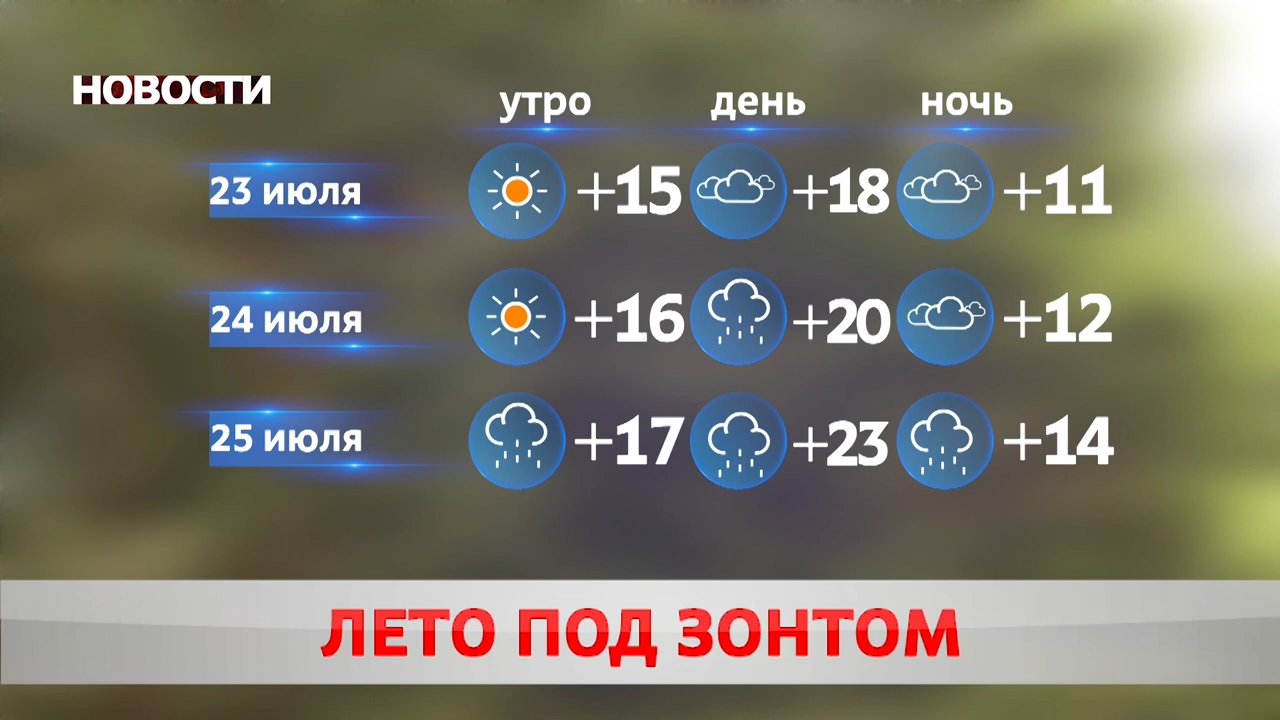 НОВОСТИ
утро день ночь
23 июля +15 +18 +11
24 июля +16 +20 +12
25 июля +17 +23 +14
ЛЕТО ПОД ЗОНТОМ